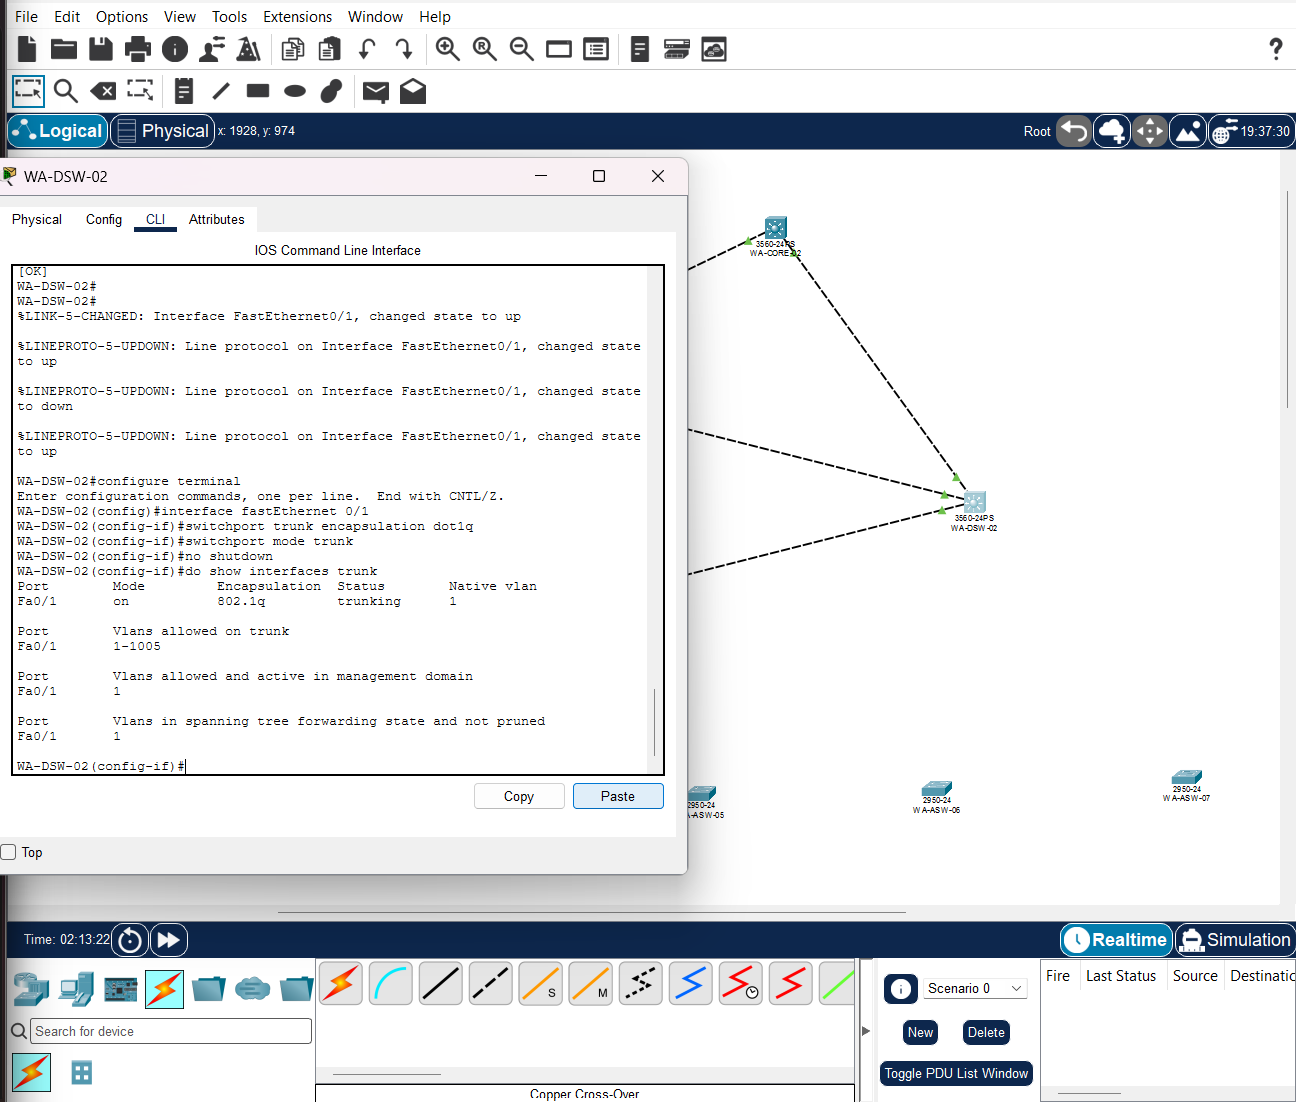 File Edit Options View Tools Extensions Window Help
Logical Physical x: 1928, y: 974 Root 19:37:30
WA-DSW-02
Physical Config CLI Attributes
IOS Command Line Interface
[OK]
WA-DSW-02#
WA-DSW-02#
%LINK-5-CHANGED: Interface FastEthernet0/1, changed state to up
%LINEPROTO-5-UPDOWN: Line protocol on Interface FastEthernet0/1, changed state
to up
%LINEPROTO-5-UPDOWN: Line protocol on Interface FastEthernet0/1, changed state
to down
%LINEPROTO-5-UPDOWN: Line protocol on Interface FastEthernet0/1, changed state
to up
WA-DSW-02#configure terminal
Enter configuration commands, one per line.  End with CNTL/Z.
WA-DSW-02(config)#interface fastEthernet 0/1
WA-DSW-02(config-if)#switchport trunk encapsulation dot1q
WA-DSW-02(config-if)#switchport mode trunk
WA-DSW-02(config-if)#no shutdown
WA-DSW-02(config-if)#do show interfaces trunk
Port        Mode         Encapsulation  Status        Native vlan
Fa0/1       on           802.1q         trunking      1
Port        Vlans allowed on trunk
Fa0/1       1-1005
Port        Vlans allowed and active in management domain
Fa0/1       1
Port        Vlans in spanning tree forwarding state and not pruned
Fa0/1       1
WA-DSW-02(config-if)#
Copy Paste
Top
3560-24PS
WA-CORE-02
3560-24PS
WA-DSW-02
2950-24
A-ASW-05
2950-24
WA-ASW-06
2950-24
WA-ASW-07
Time: 02:13:22 Realtime Simulation
S M
Search for device
Copper Cross-Over
Scenario 0
New Delete
Toggle PDU List Window
Fire Last Status Source Destinatic